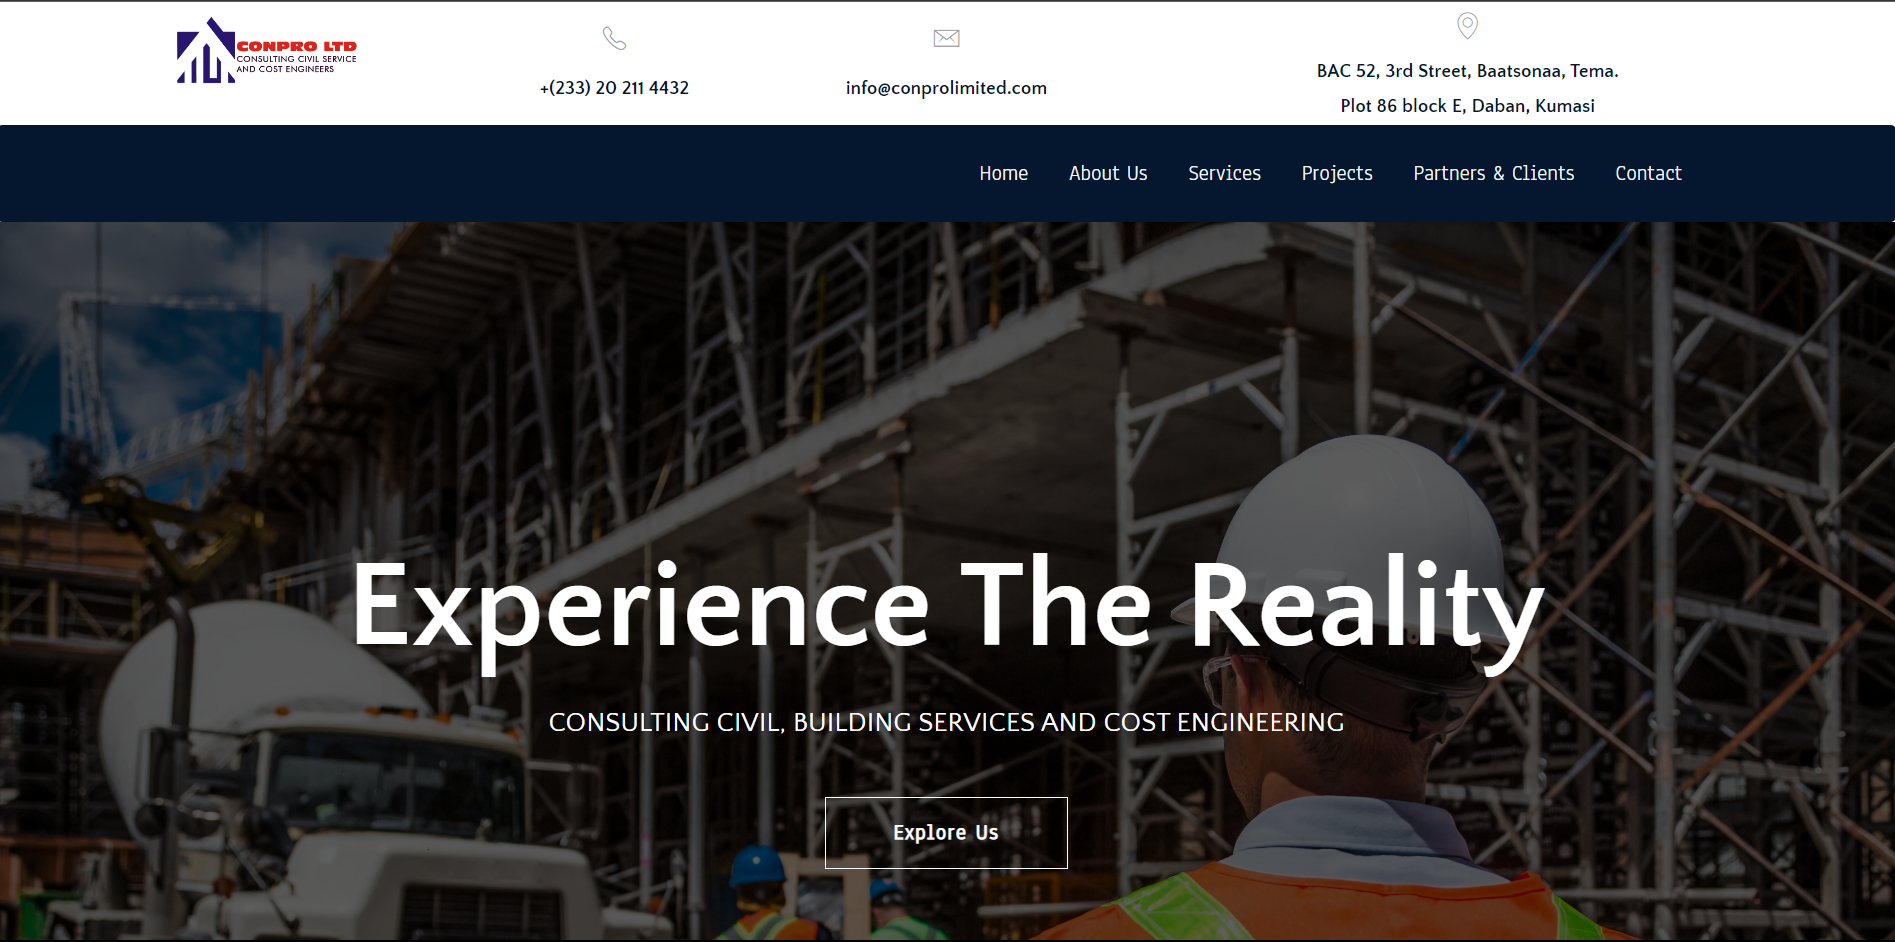 CONPRO LTD
CONSULTING CIVIL SERVICE
AND COST ENGINEERS
+(233) 20 211 4432
info@conprolimited.com
BAC 52, 3rd Street, Baatsonaa, Tema.
Plot 86 block E, Daban, Kumasi
Home About Us Services Projects Partners & Clients Contact
Experience The Reality
CONSULTING CIVIL, BUILDING SERVICES AND COST ENGINEERING
Explore Us